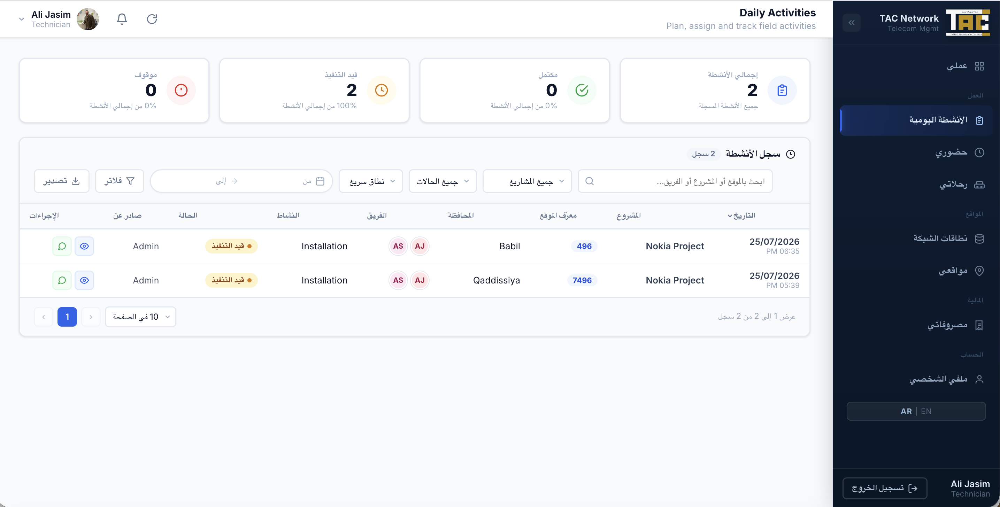 TAC Network
Telecom Mgmt
TAC
TAREEQ AL-AHMADI COMPANY
عملي
العمل
الأنشطة اليومية
حضوري
رحلاتي
المواقع
نطاقات الشبكة
مواقعي
المالية
مصروفاتي
الحساب
ملفي الشخصي
AR | EN
Ali Jasim
Technician
تسجيل الخروج
Daily Activities
Plan, assign and track field activities
Ali Jasim
Technician
إجمالي الأنشطة
2
جميع الأنشطة المسجلة
مكتمل
0
0% من إجمالي الأنشطة
قيد التنفيذ
2
100% من إجمالي الأنشطة
موقوف
0
0% من إجمالي الأنشطة
سجل الأنشطة 2 سجل
ابحث بالموقع أو المشروع أو الفريق... جميع المشاريع جميع الحالات نطاق سريع من إلى فلاتر تصدير
التاريخ المشروع معرّف الموقع المحافظة الفريق النشاط الحالة صادر عن الإجراءات
25/07/2026 Nokia Project 496 Babil AJ AS Installation قيد التنفيذ Admin
PM 06:35
25/07/2026 Nokia Project 7496 Qaddissiya AJ AS Installation قيد التنفيذ Admin
PM 05:39
عرض 1 إلى 2 من 2 سجل
10 في الصفحة
1